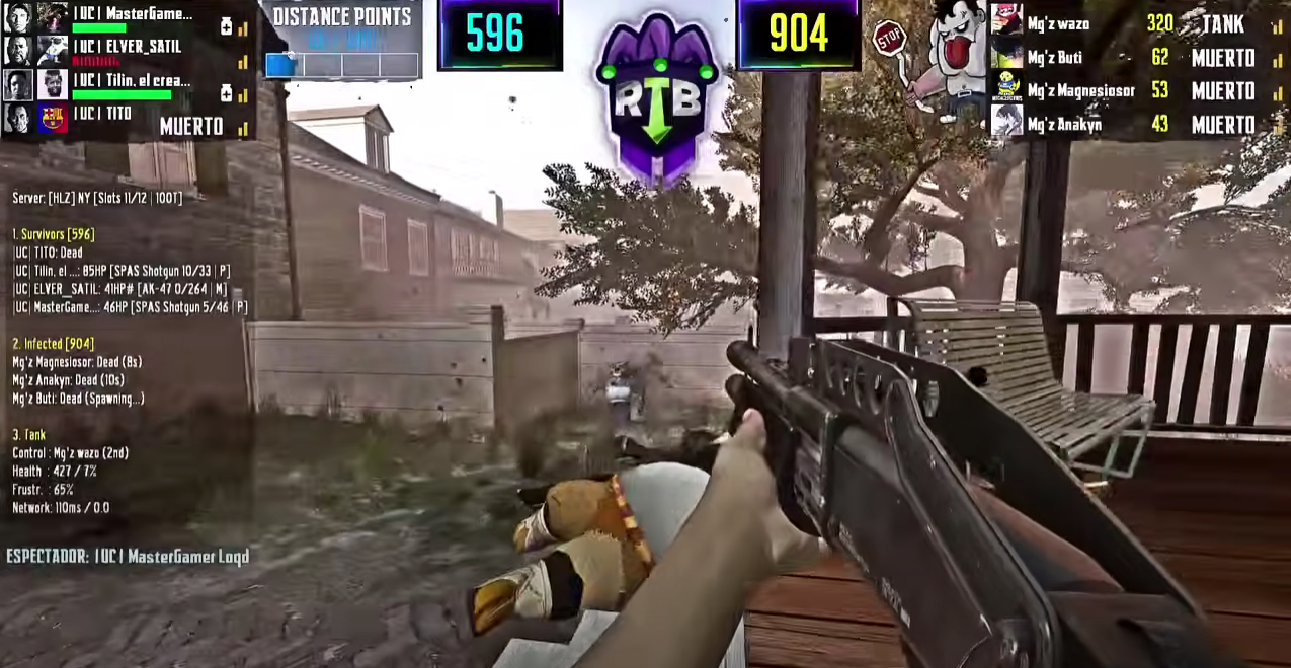 |UC| MasterGame...
|UC| ELVER_SATIL
|UC| Tilin, el crea...
|UC| TITO
MUERTO
DISTANCE POINTS
596
RTB
904
STOP
Mg'z wazo 320 TANK
Mg'z Buti 62 MUERTO
Mg'z Magnesiosor 53 MUERTO
Mg'z Anakyn 43 MUERTO
Server: [HLZ] NY [Slots 11/12 | 100T]
1. Survivors [596]
|UC| TITO: Dead
|UC| Tilin, el ...: 85HP [SPAS Shotgun 10/33 | P]
|UC| ELVER_SATIL: 41HP# [AK-47 0/264 | M]
|UC| MasterGame...: 46HP [SPAS Shotgun 5/46 | P]
2. Infected [904]
Mg'z Magnesiosor: Dead (8s)
Mg'z Anakyn: Dead (10s)
Mg'z Buti: Dead (Spawning...)
3. Tank
Control : Mg'z wazo (2nd)
Health : 427 / 7%
Frustr. : 65%
Network: 110ms / 0.0
ESPECTADOR: |UC| MasterGamer Loqd